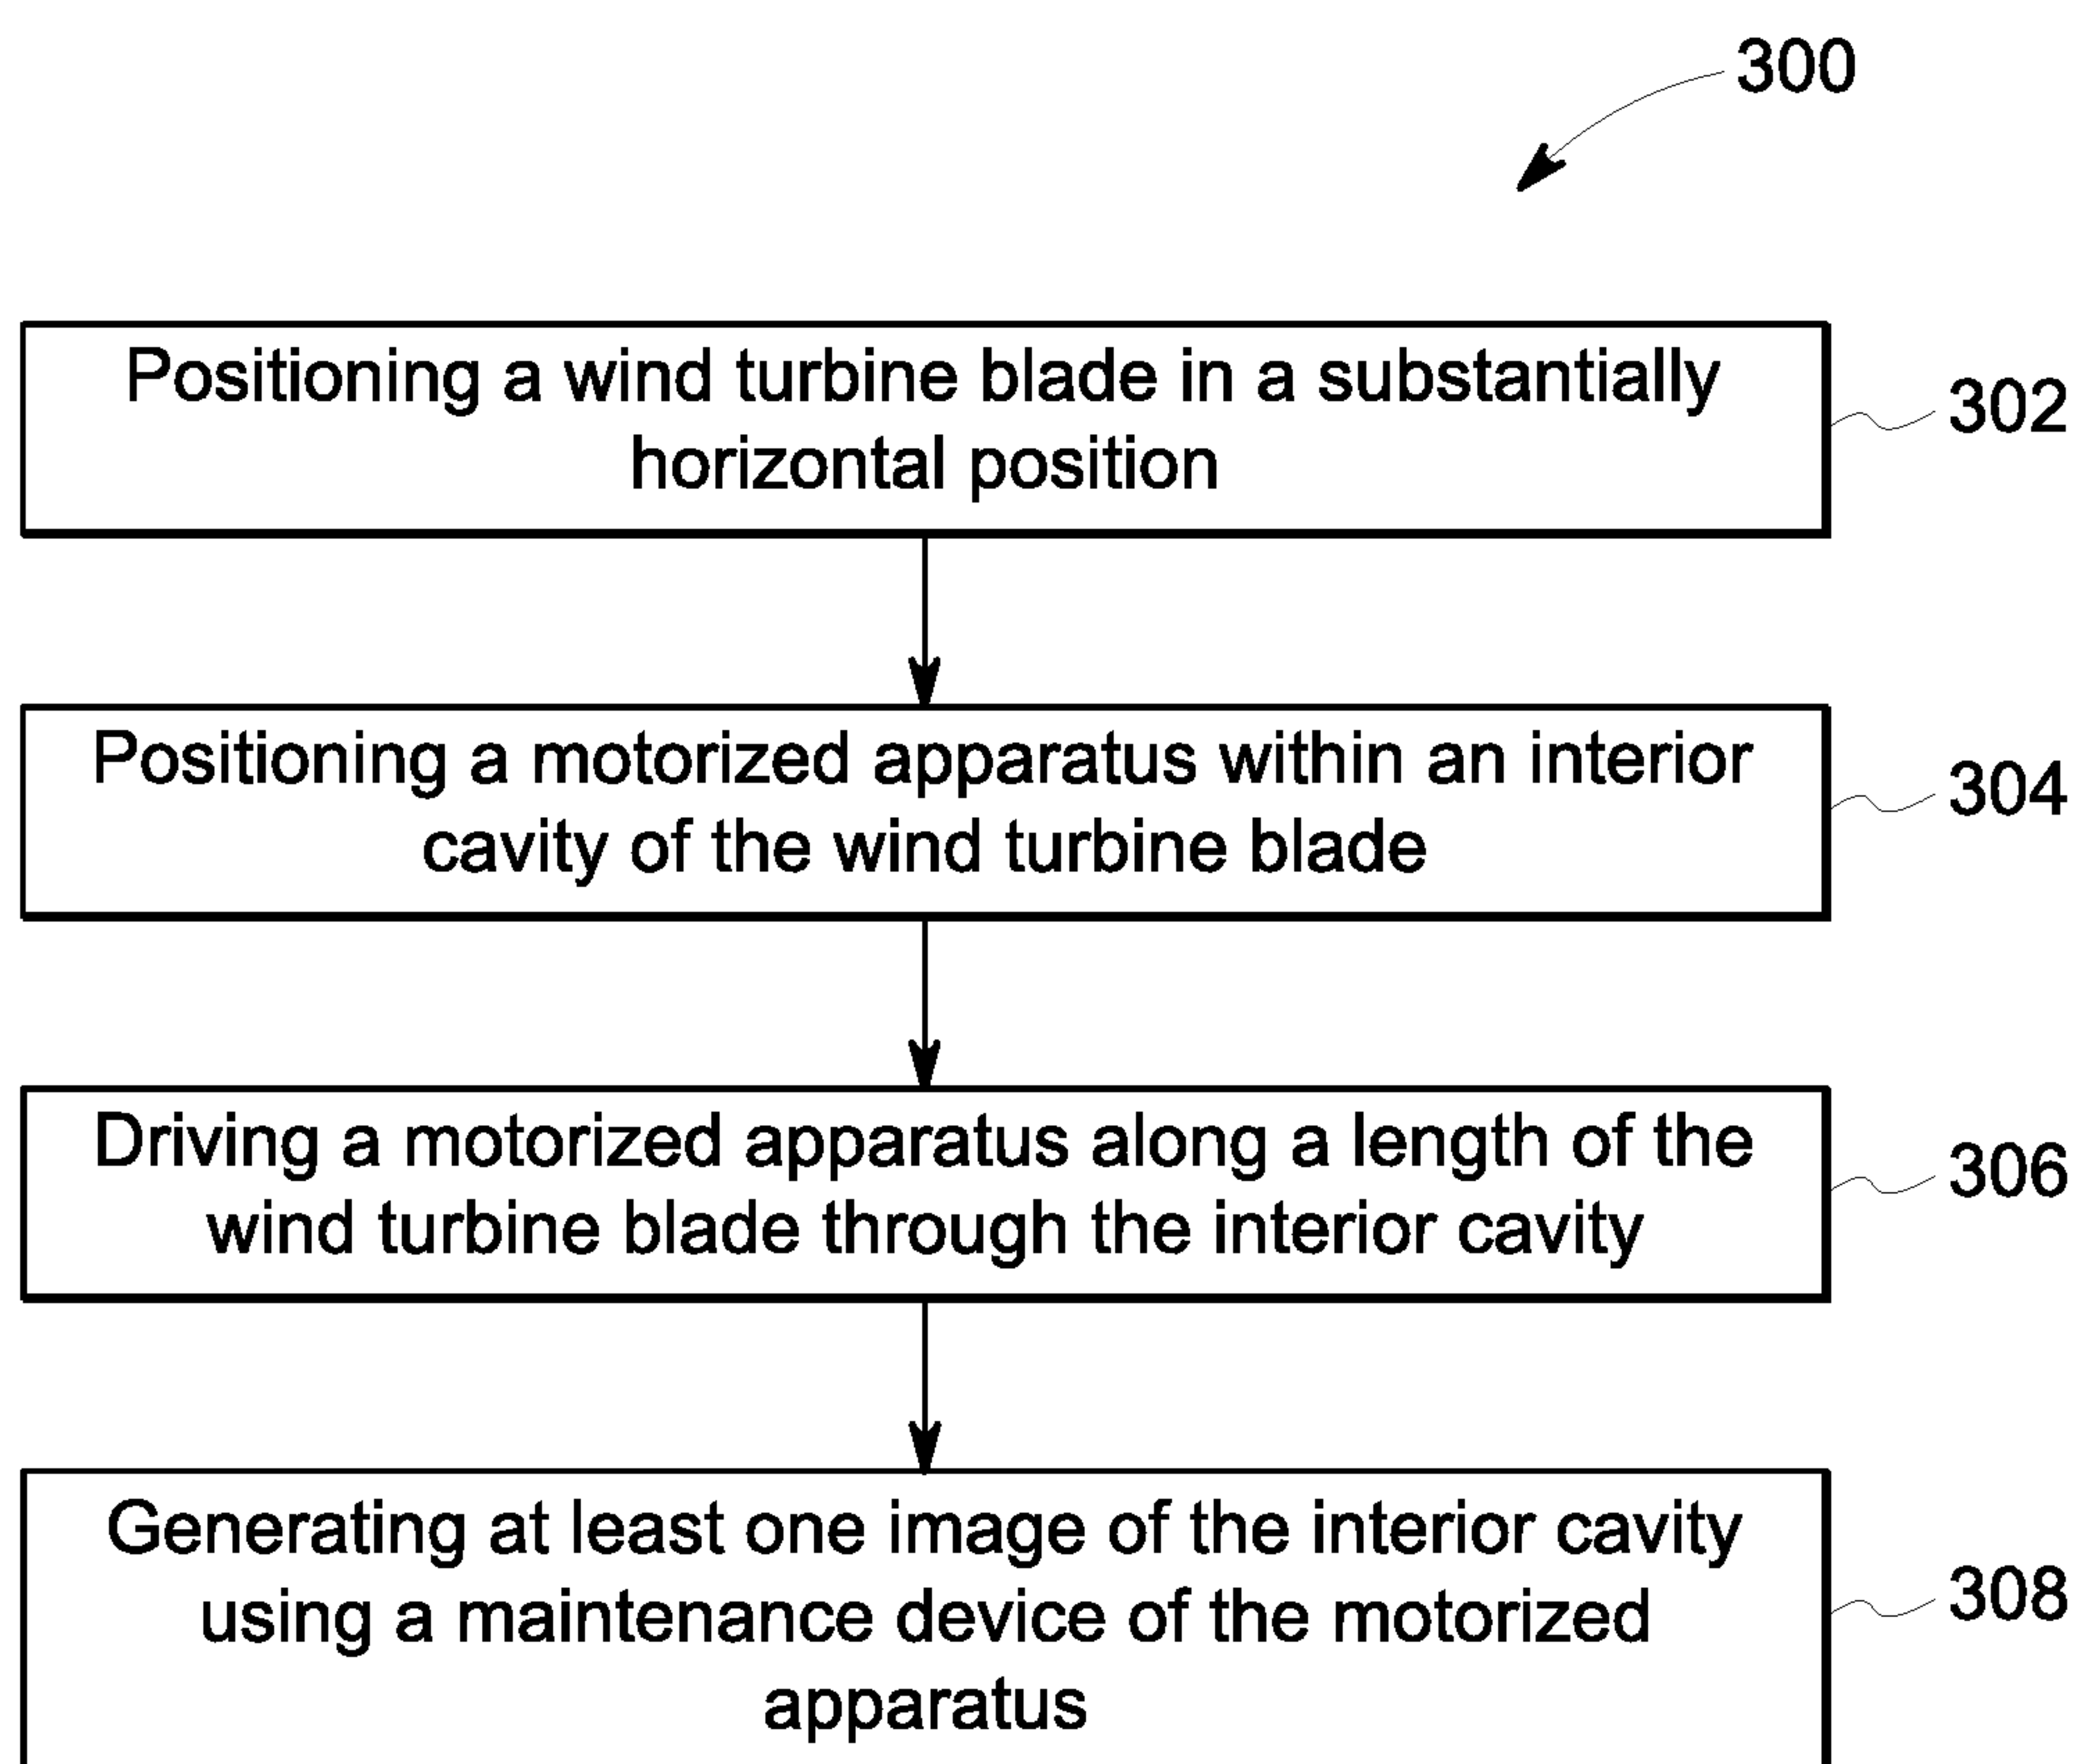 300
Positioning a wind turbine blade in a substantially
horizontal position
302
Positioning a motorized apparatus within an interior
cavity of the wind turbine blade
304
Driving a motorized apparatus along a length of the
wind turbine blade through the interior cavity
306
Generating at least one image of the interior cavity
using a maintenance device of the motorized
apparatus
308